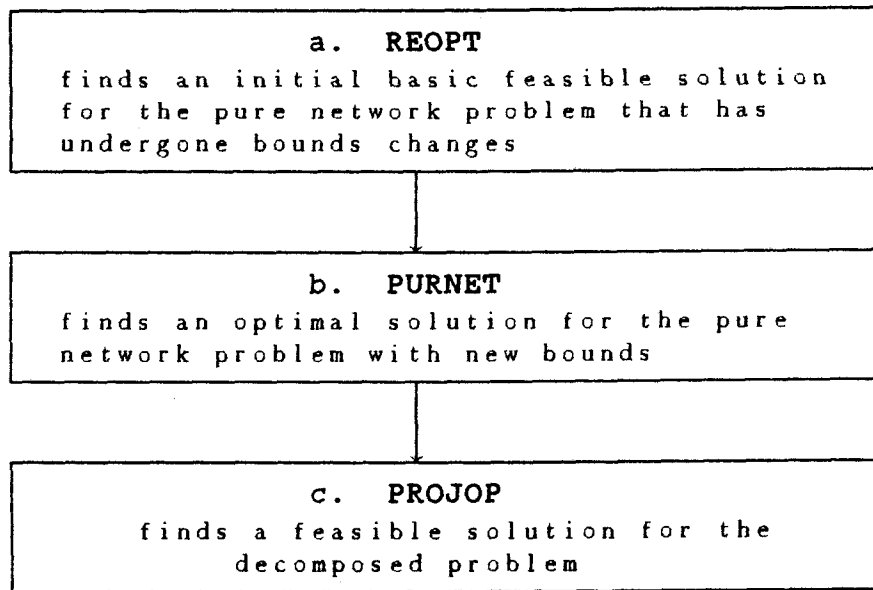 a. REOPT
finds an initial basic feasible solution
for the pure network problem that has
undergone bounds changes
b. PURNET
finds an optimal solution for the pure
network problem with new bounds
c. PROJOP
finds a feasible solution for the
decomposed problem